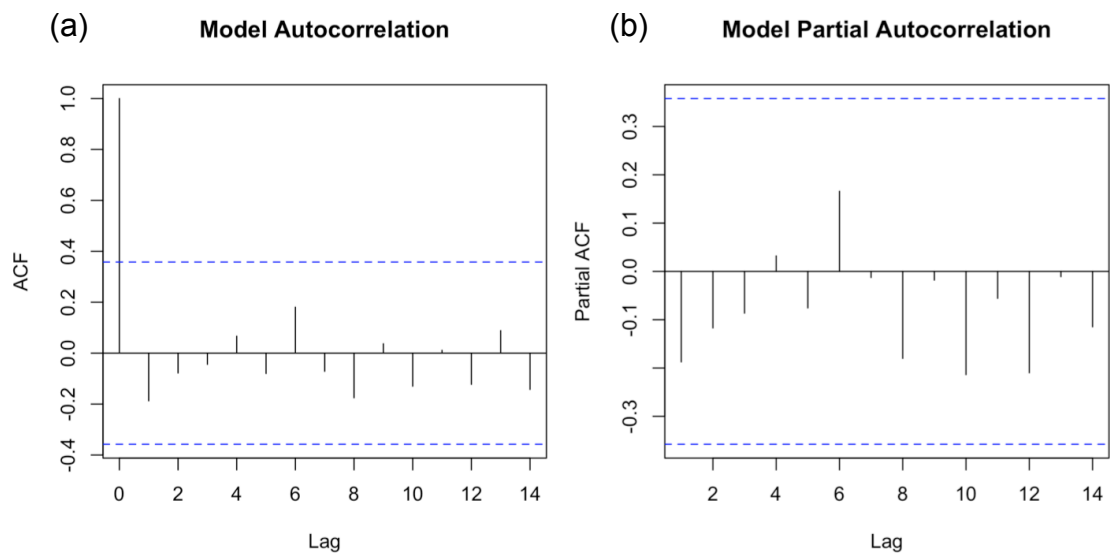 (a) Model Autocorrelation
ACF
1.0
0.8
0.6
0.4
0.2
0.0
-0.2
-0.4
0 2 4 6 8 10 12 14
Lag
(b) Model Partial Autocorrelation
Partial ACF
0.3
0.2
0.1
0.0
-0.1
-0.3
2 4 6 8 10 12 14
Lag